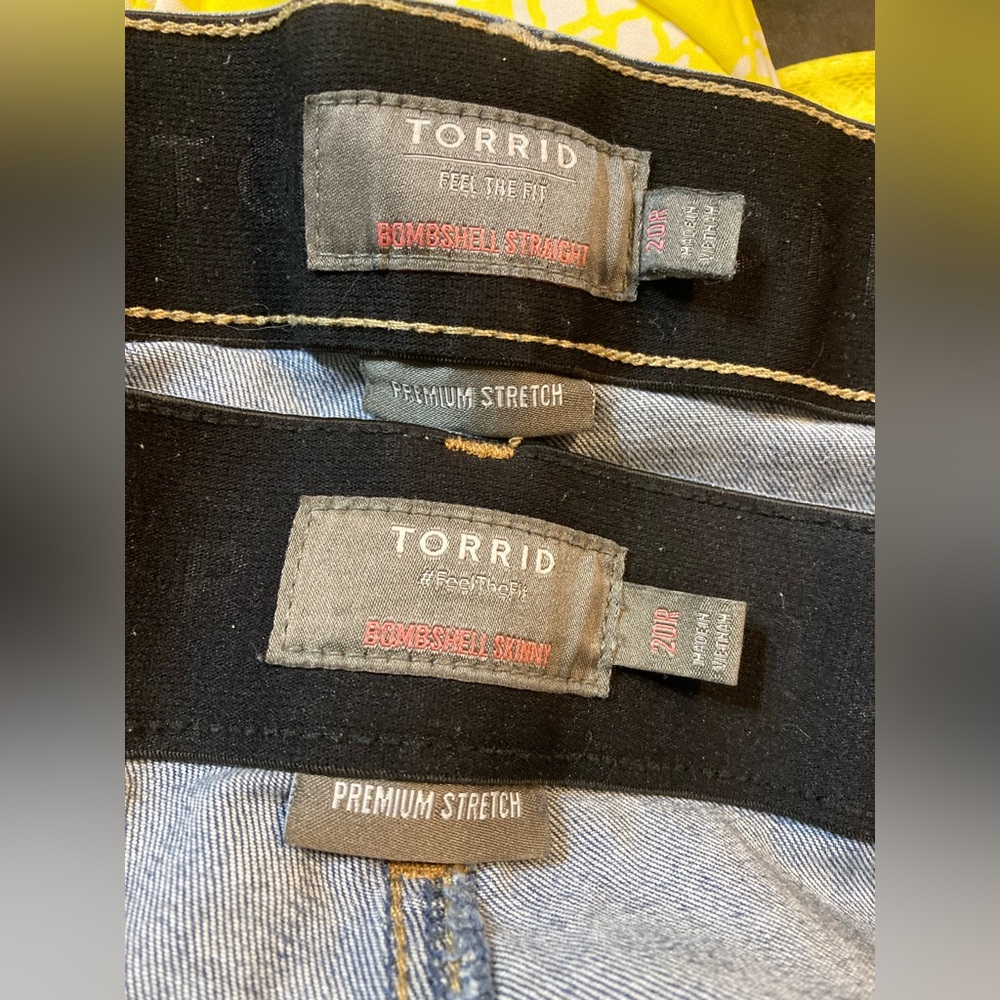 TORRID
FEEL THE FIT
BOMBSHELL STRAIGHT
20R
MADE IN
VIETNAM
PREMIUM STRETCH
TORRID
#FeelTheFit
BOMBSHELL SKINNY
20R
MADE IN
VIETNAM
PREMIUM STRETCH